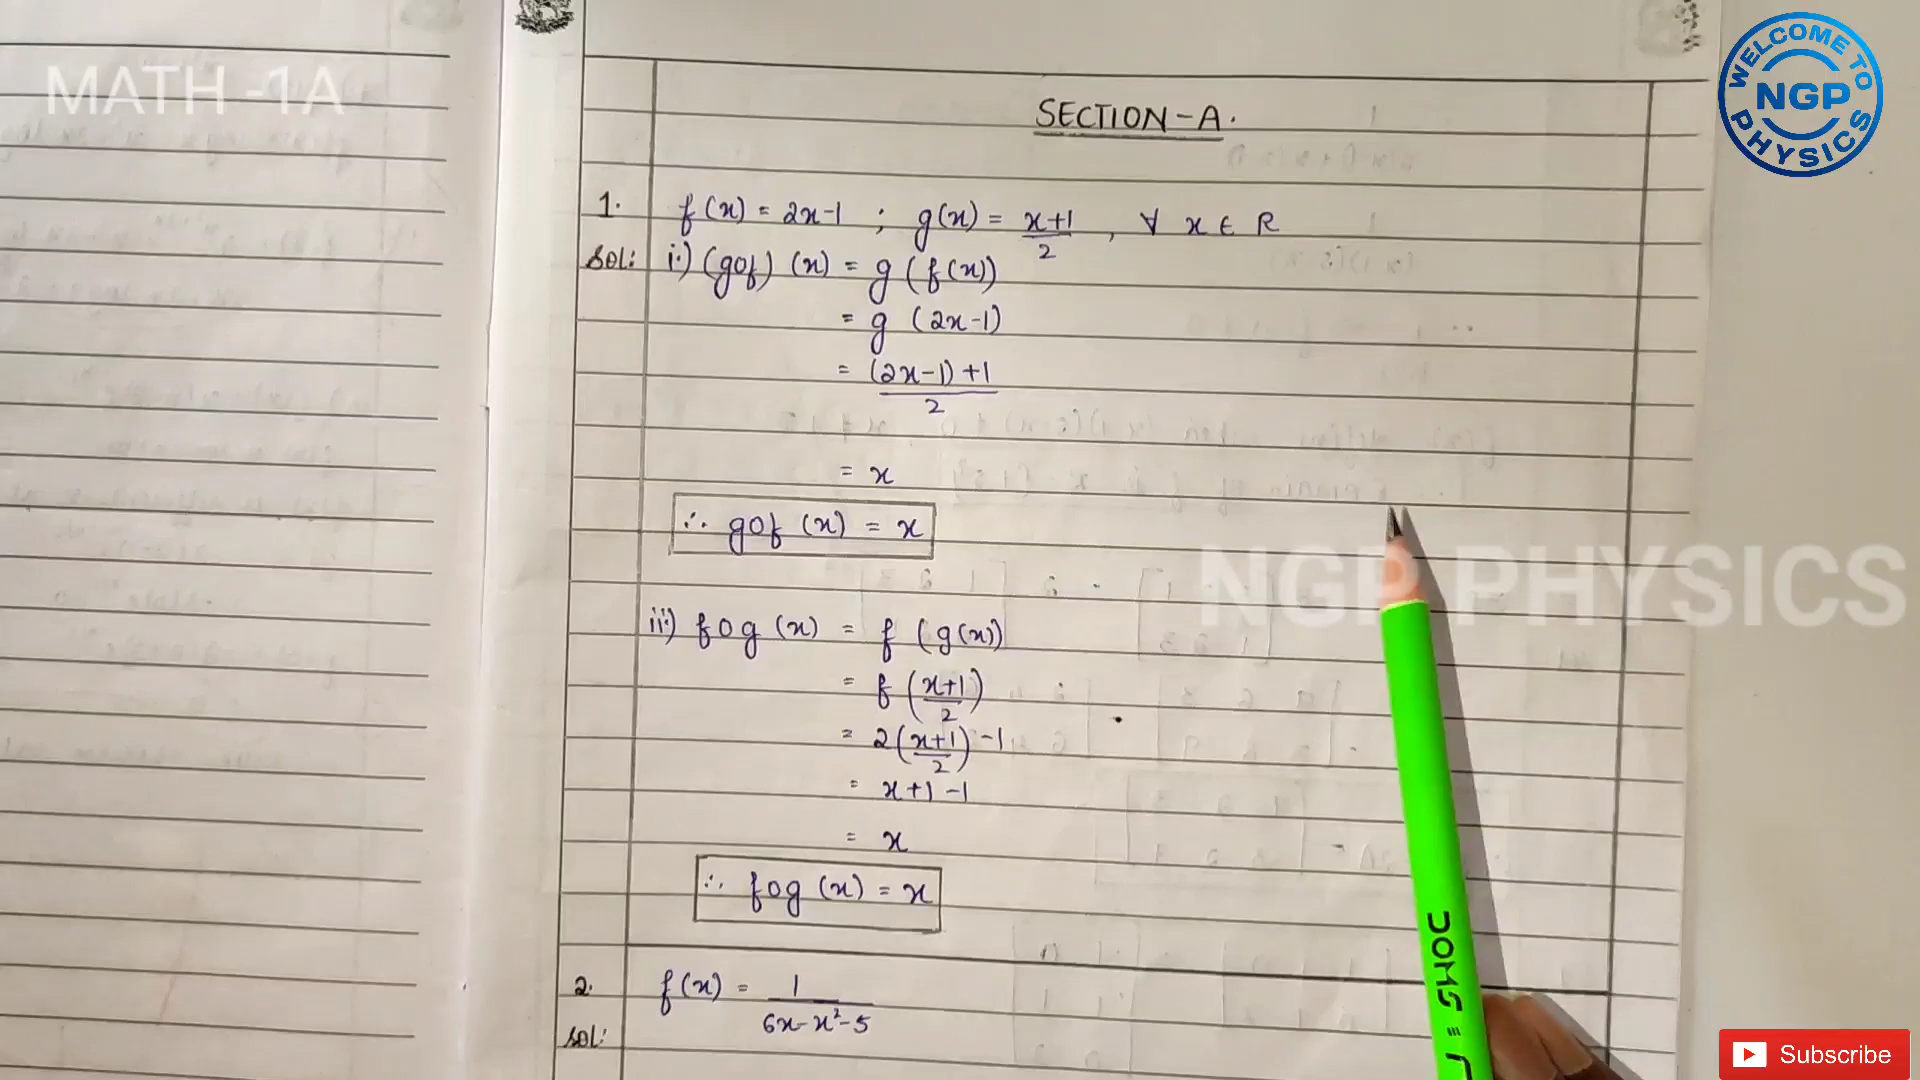 MATH -1A
WELCOME TO
NGP
PHYSICS
SECTION-A.
1. f(x) = 2x-1 ; g(x) = x+1/2 , ∀ x ∈ R
Sol: i.) (gof) (x) = g (f(x))
= g (2x-1)
= (2x-1)+1/2
= x
∴ gof (x) = x
NGP PHYSICS
ii.) fog (x) = f (g(x))
= f (x+1/2)
= 2(x+1/2) -1
= x+1-1
= x
∴ fog (x) = x
2. f(x) = 1/6x-x²-5
Sol:
DOMS
Subscribe